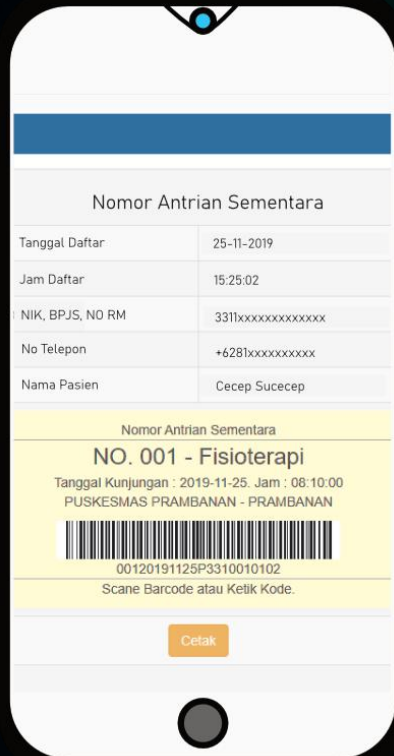 Nomor Antrian Sementara
Tanggal Daftar 25-11-2019
Jam Daftar 15:25:02
NIK, BPJS, NO RM 3311xxxxxxxxxxxxx
No Telepon +6281xxxxxxxxxx
Nama Pasien Cecep Sucecep
Nomor Antrian Sementara
NO. 001 - Fisioterapi
Tanggal Kunjungan : 2019-11-25. Jam : 08:10:00
PUSKESMAS PRAMBANAN - PRAMBANAN
00120191125P3310010102
Scane Barcode atau Ketik Kode.
Cetak